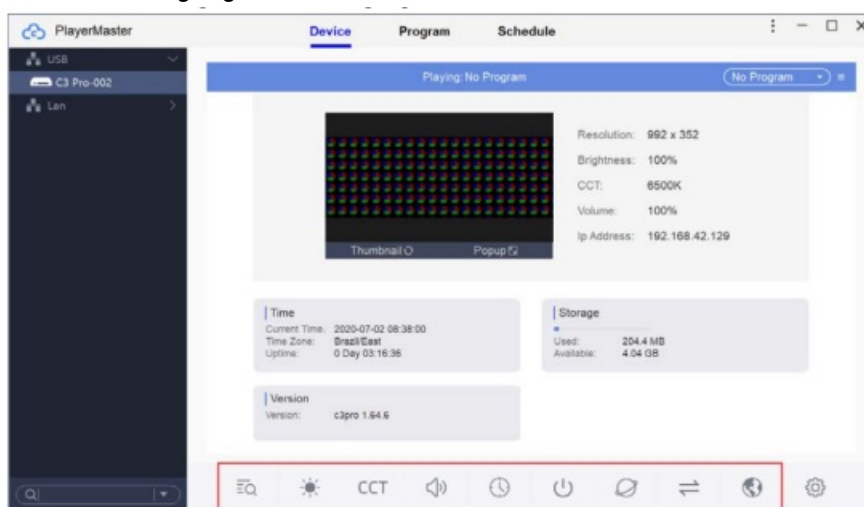 PlayerMaster
Device Program Schedule
USB
C3 Pro-002
Lan
Playing: No Program
No Program
Resolution: 992 x 352
Brightness: 100%
CCT: 6500K
Volume: 100%
Ip Address: 192.168.42.129
Thumbnail Popup
Time
Current Time: 2020-07-02 08:38:00
Time Zone: Brazil/East
Uptime: 0 Day 03:16:36
Storage
Used: 204.4 MB
Available: 4.04 GB
Version
Version: c3pro 1.64.6
CCT